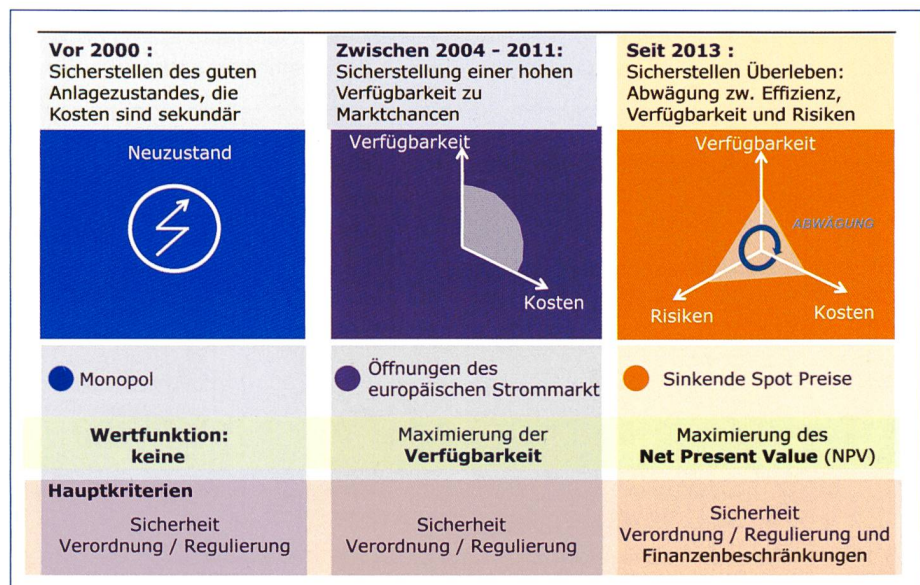 Vor 2000 :
Sicherstellen des guten
Anlagezustandes, die
Kosten sind sekundär
Neuzustand
Monopol
Wertfunktion:
keine
Hauptkriterien
Sicherheit
Verordnung / Regulierung
Zwischen 2004 - 2011:
Sicherstellung einer hohen
Verfügbarkeit zu
Marktchancen
Verfügbarkeit
Kosten
Öffnungen des
europäischen Strommarkt
Maximierung der
Verfügbarkeit
Sicherheit
Verordnung / Regulierung
Seit 2013 :
Sicherstellen Überleben:
Abwägung zw. Effizienz,
Verfügbarkeit und Risiken
Verfügbarkeit
ABWÄGUNG
Risiken
Kosten
Sinkende Spot Preise
Maximierung des
Net Present Value (NPV)
Sicherheit
Verordnung / Regulierung und
Finanzenbeschränkungen